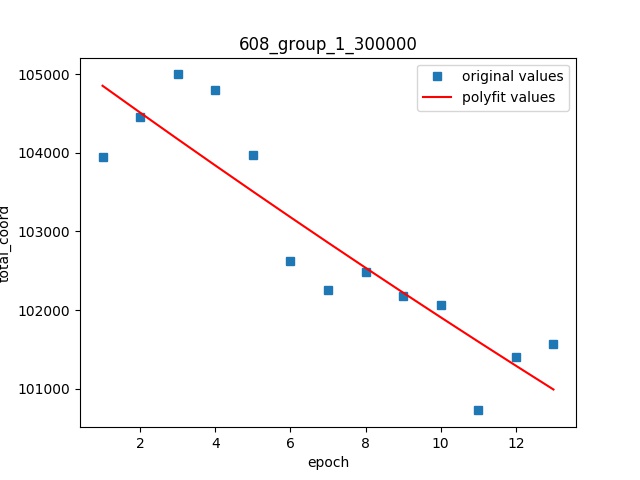 608_group_1_300000
original values
polyfit values
105000
104000
103000
102000
101000
total_coord
2 4 6 8 10 12
epoch